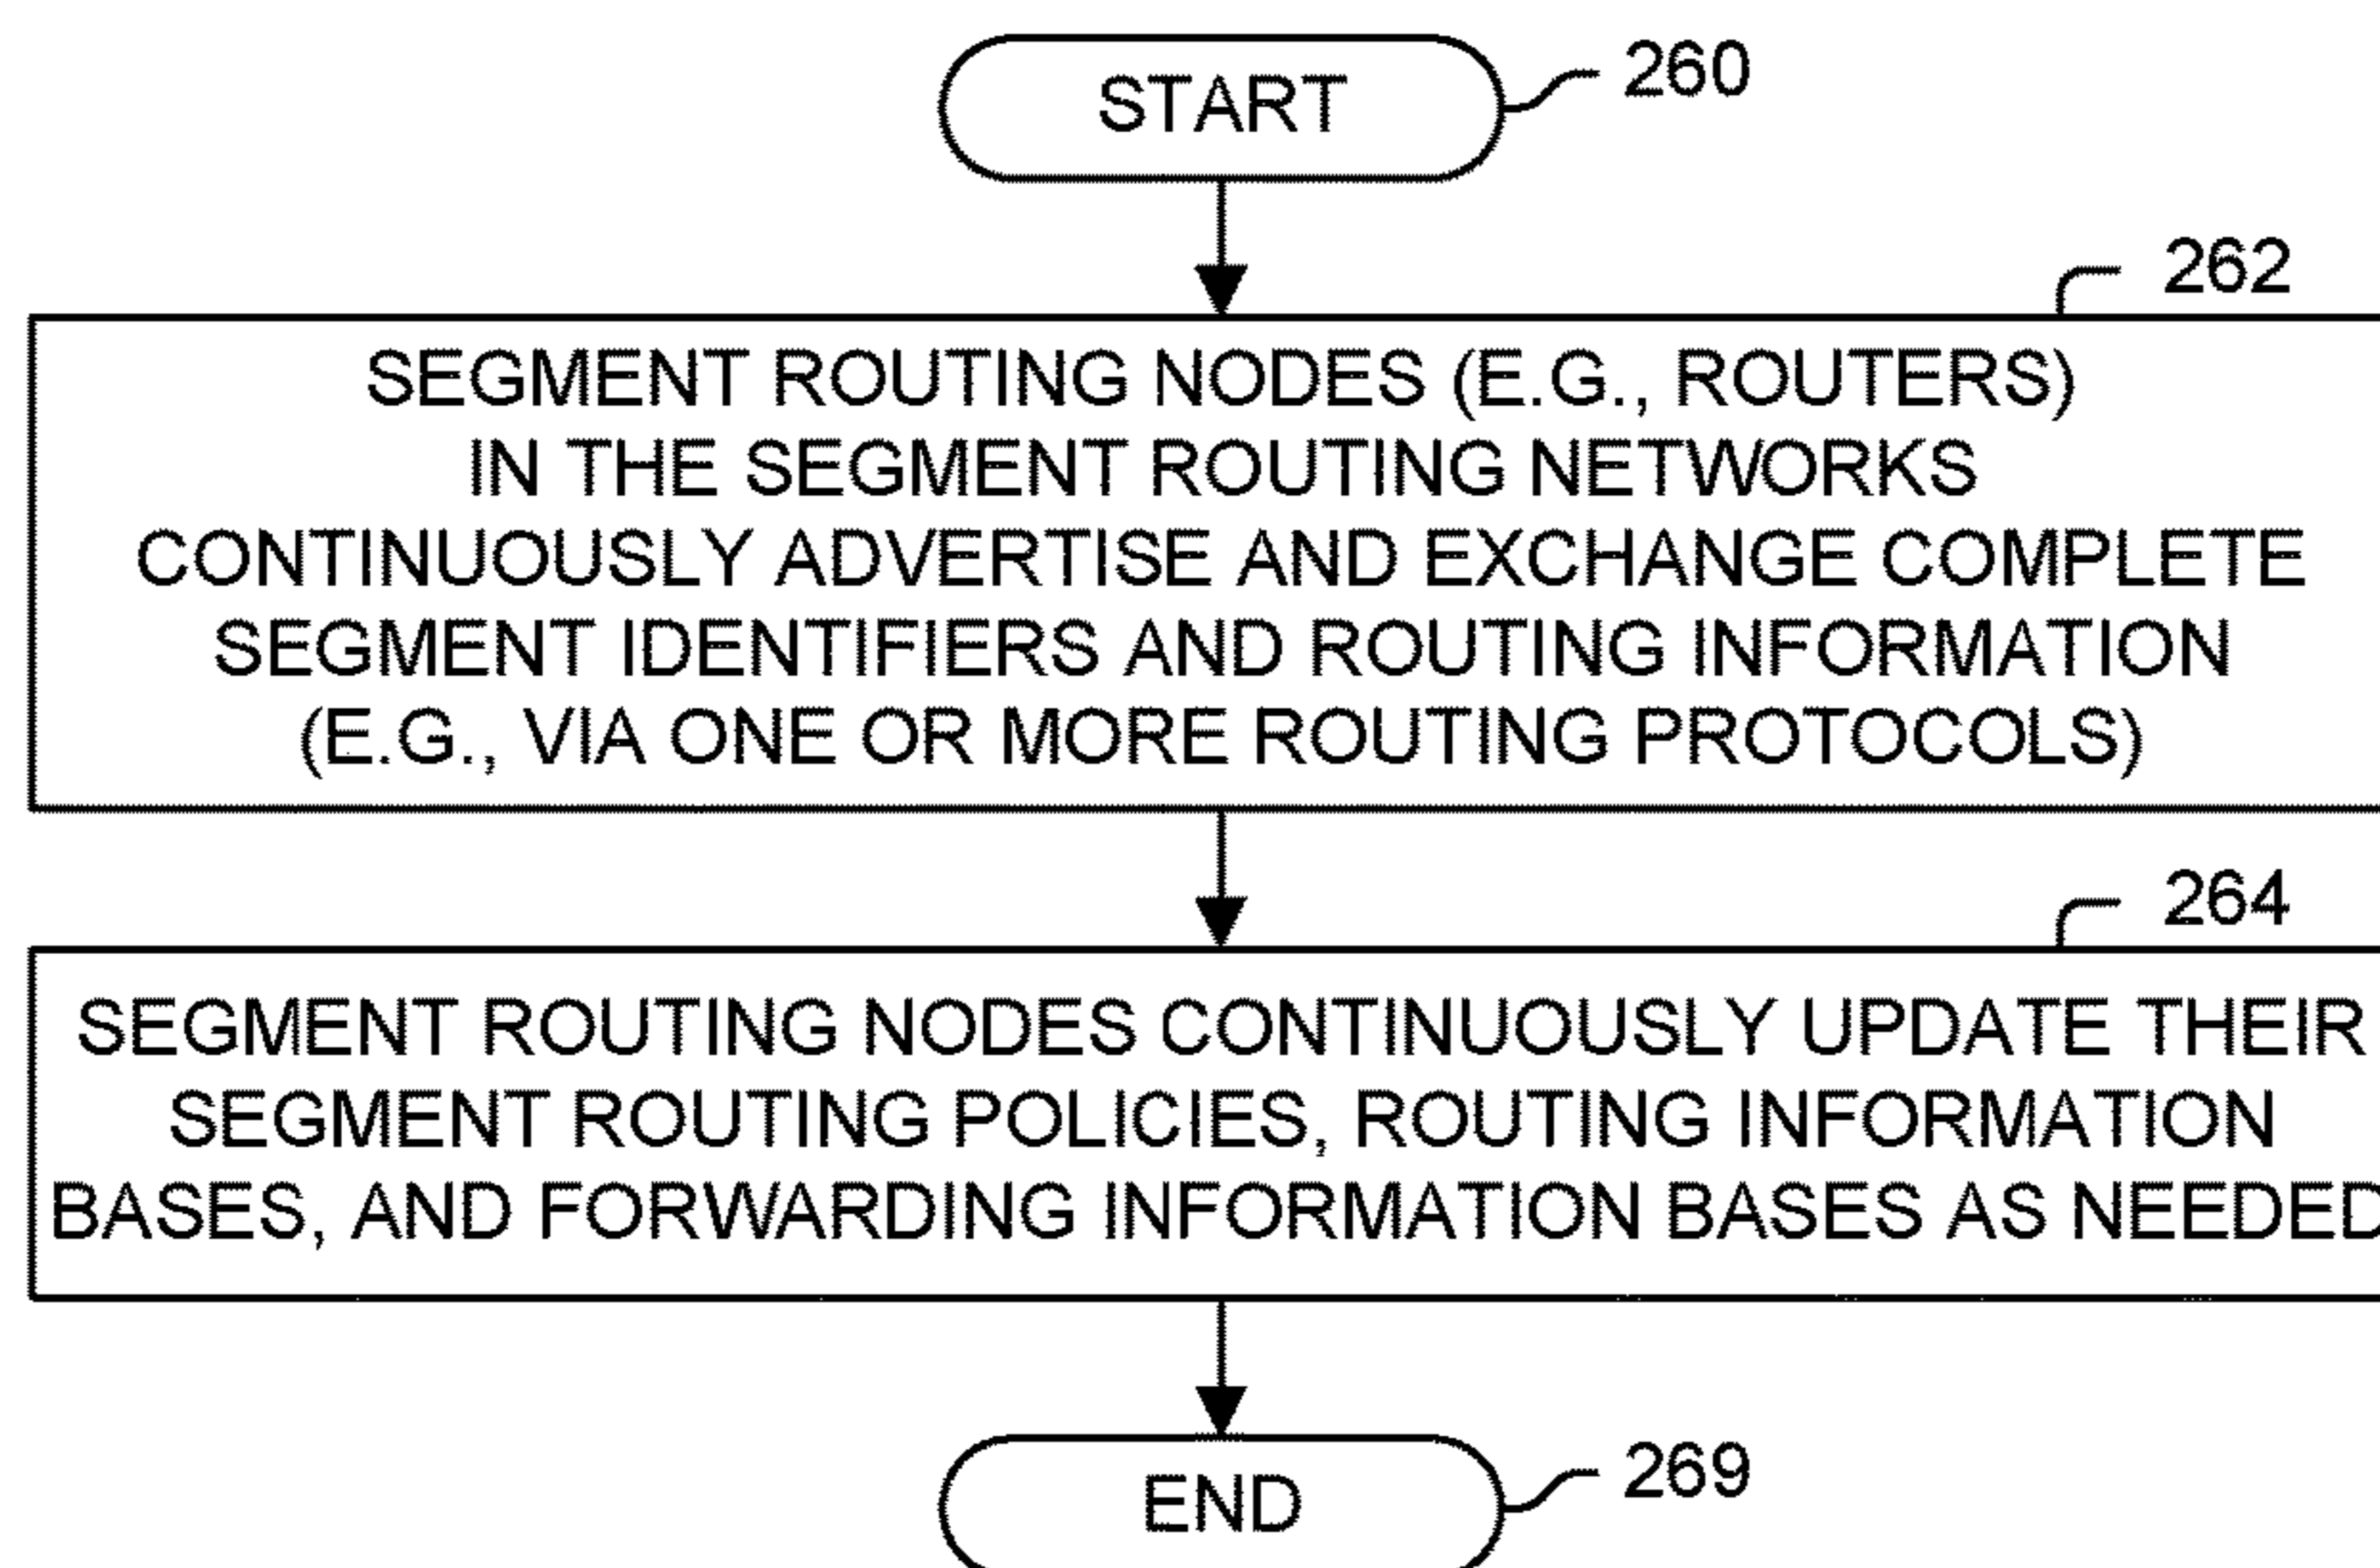 START
260
262
SEGMENT ROUTING NODES (E.G., ROUTERS)
IN THE SEGMENT ROUTING NETWORKS
CONTINUOUSLY ADVERTISE AND EXCHANGE COMPLETE
SEGMENT IDENTIFIERS AND ROUTING INFORMATION
(E.G., VIA ONE OR MORE ROUTING PROTOCOLS)
264
SEGMENT ROUTING NODES CONTINUOUSLY UPDATE THEIR
SEGMENT ROUTING POLICIES, ROUTING INFORMATION
BASES, AND FORWARDING INFORMATION BASES AS NEEDED
END
269